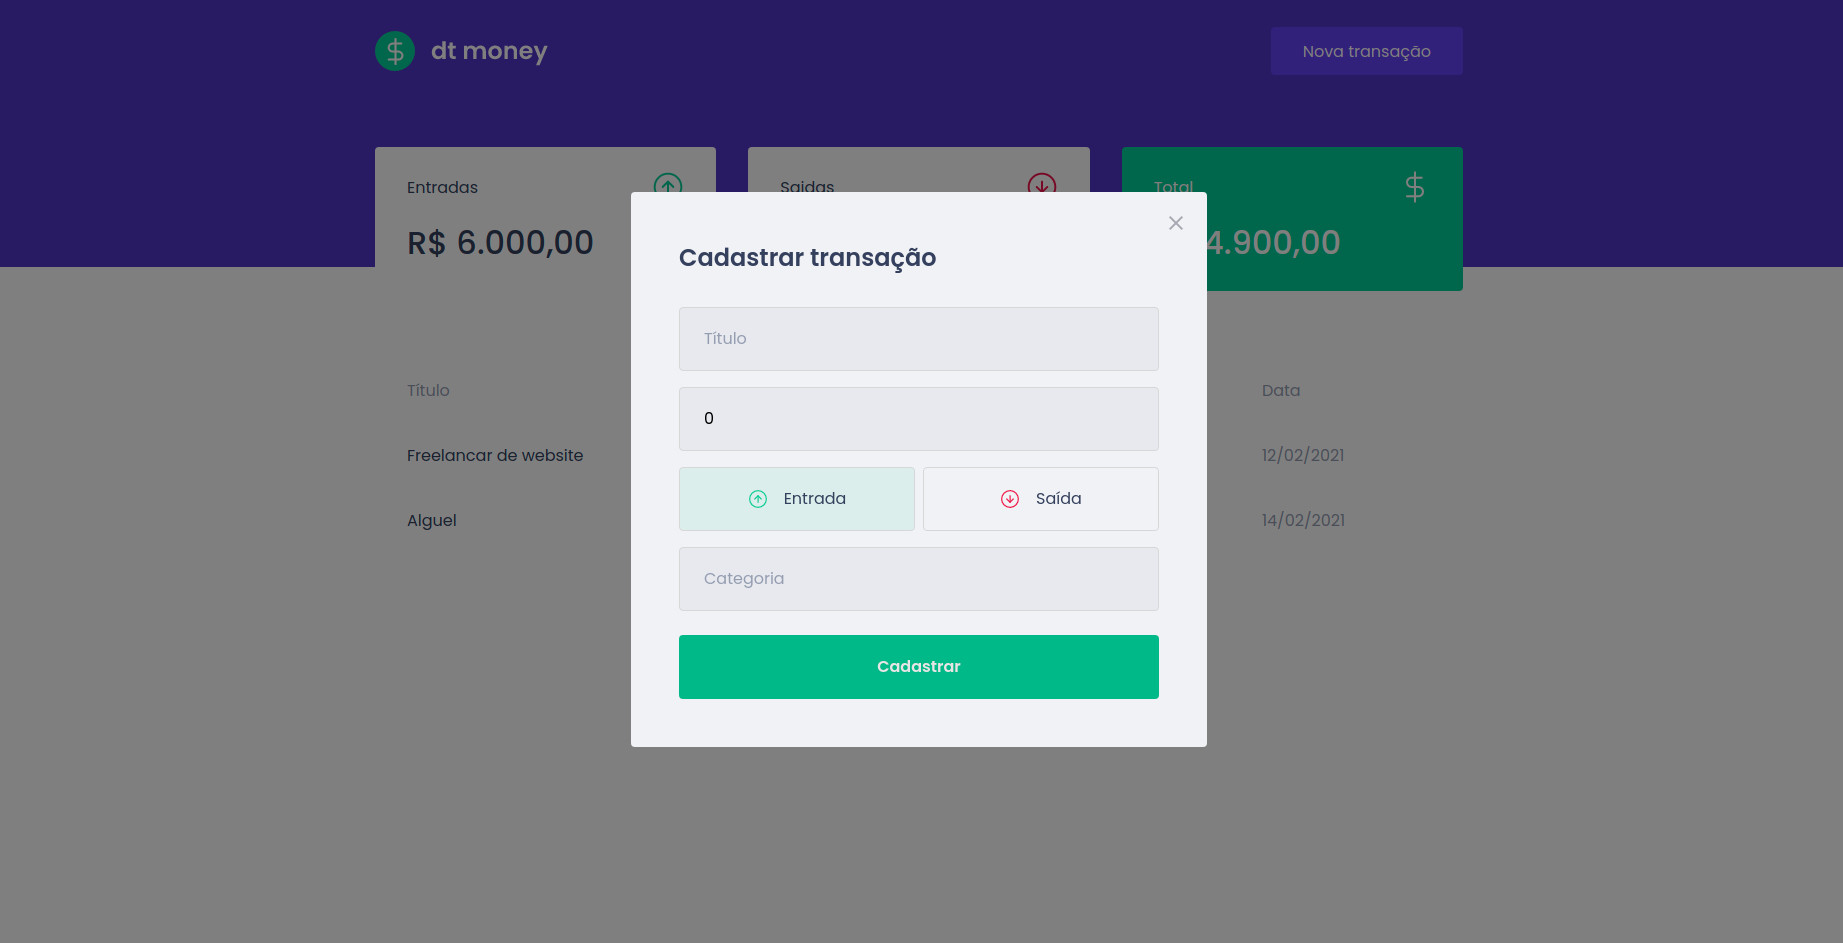 dt money
Nova transação
Entradas
Saidas
Total
R$ 6.000,00
4.900,00
Cadastrar transação
Título
0
Entrada
Saída
Categoria
Cadastrar
Título
Data
Freelancar de website
12/02/2021
Alguel
14/02/2021